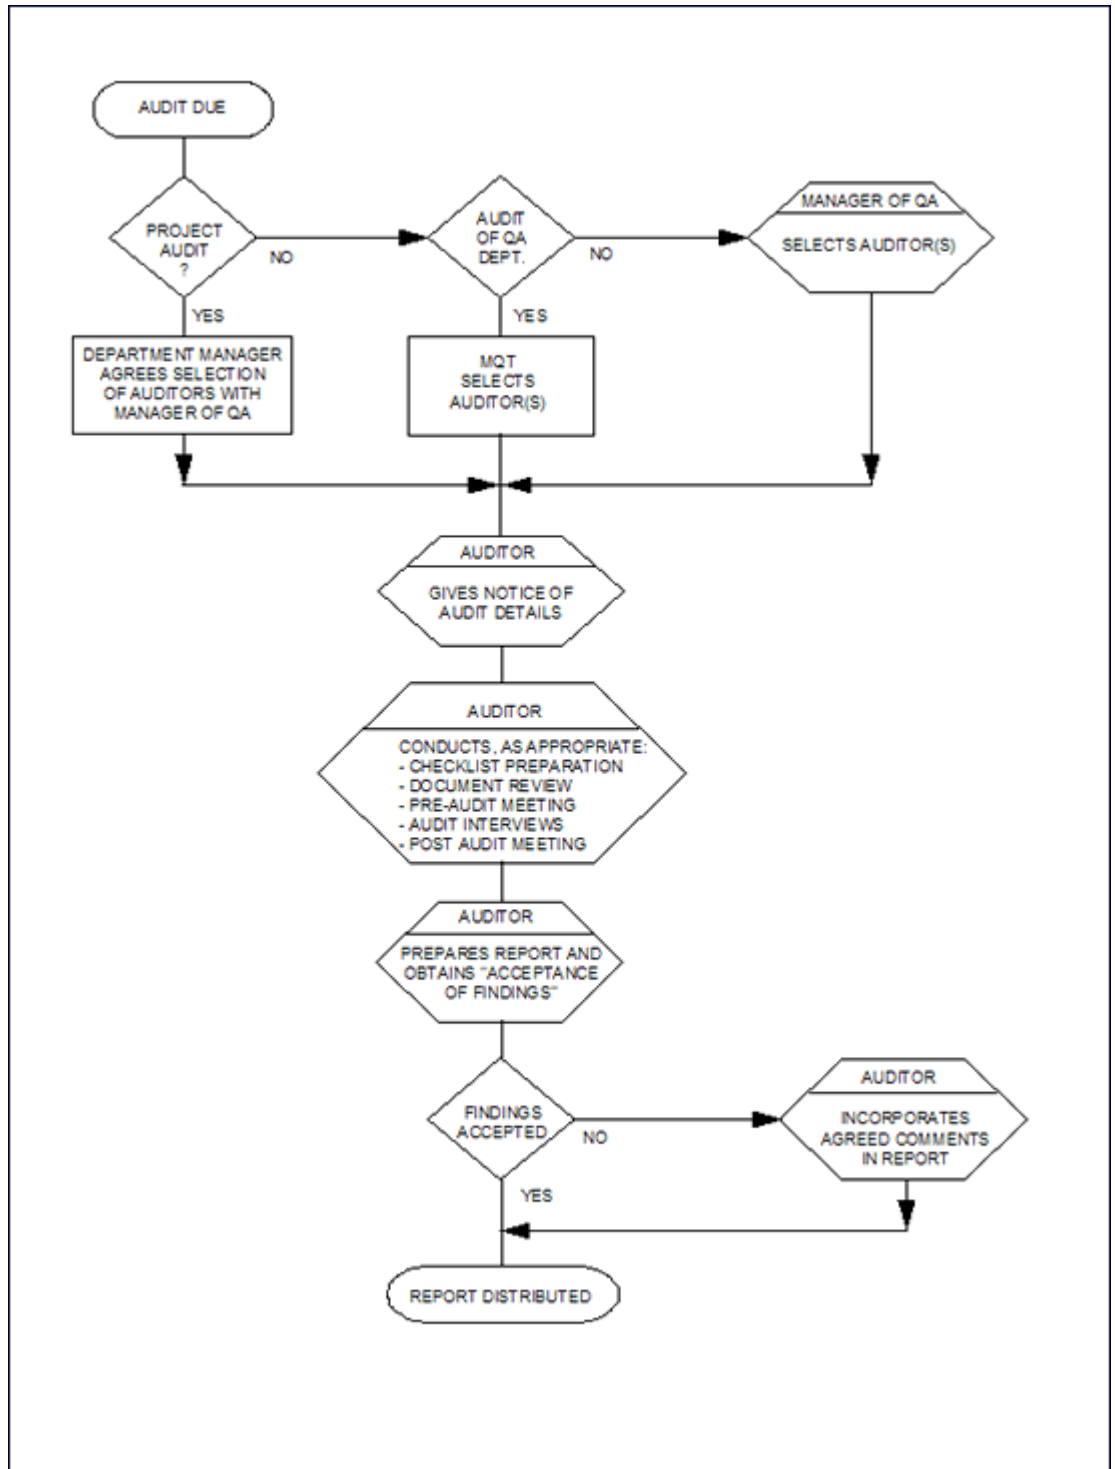 AUDIT DUE
PROJECT
AUDIT
?
NO
YES
AUDIT
OF QA
DEPT.
NO
YES
MANAGER OF QA
SELECTS AUDITOR(S)
DEPARTMENT MANAGER
AGREES SELECTION
OF AUDITORS WITH
MANAGER OF QA
MQT
SELECTS
AUDITOR(S)
AUDITOR
GIVES NOTICE OF
AUDIT DETAILS
AUDITOR
CONDUCTS, AS APPROPRIATE:
- CHECKLIST PREPARATION
- DOCUMENT REVIEW
- PRE-AUDIT MEETING
- AUDIT INTERVIEWS
- POST AUDIT MEETING
AUDITOR
PREPARES REPORT AND
OBTAINS "ACCEPTANCE
OF FINDINGS"
FINDINGS
ACCEPTED
NO
YES
AUDITOR
INCORPORATES
AGREED COMMENTS
IN REPORT
REPORT DISTRIBUTED